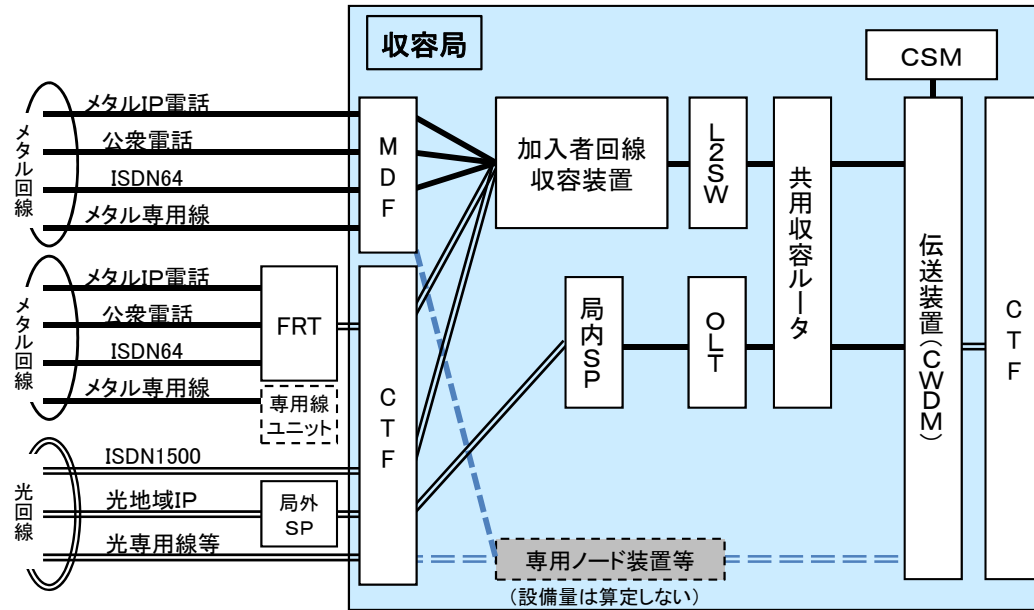 収容局
CSM
メタル回線
メタルIP電話
公衆電話
ISDN64
メタル専用線
MDF
加入者回線
収容装置
L2SW
共用収容ルータ
伝送装置(CWDM)
CTF
メタル回線
メタルIP電話
公衆電話
ISDN64
メタル専用線
FRT
専用線
ユニット
CTF
局内SP
OLT
光回線
ISDN1500
光地域IP
光専用線等
局外
SP
専用ノード装置等
(設備量は算定しない)